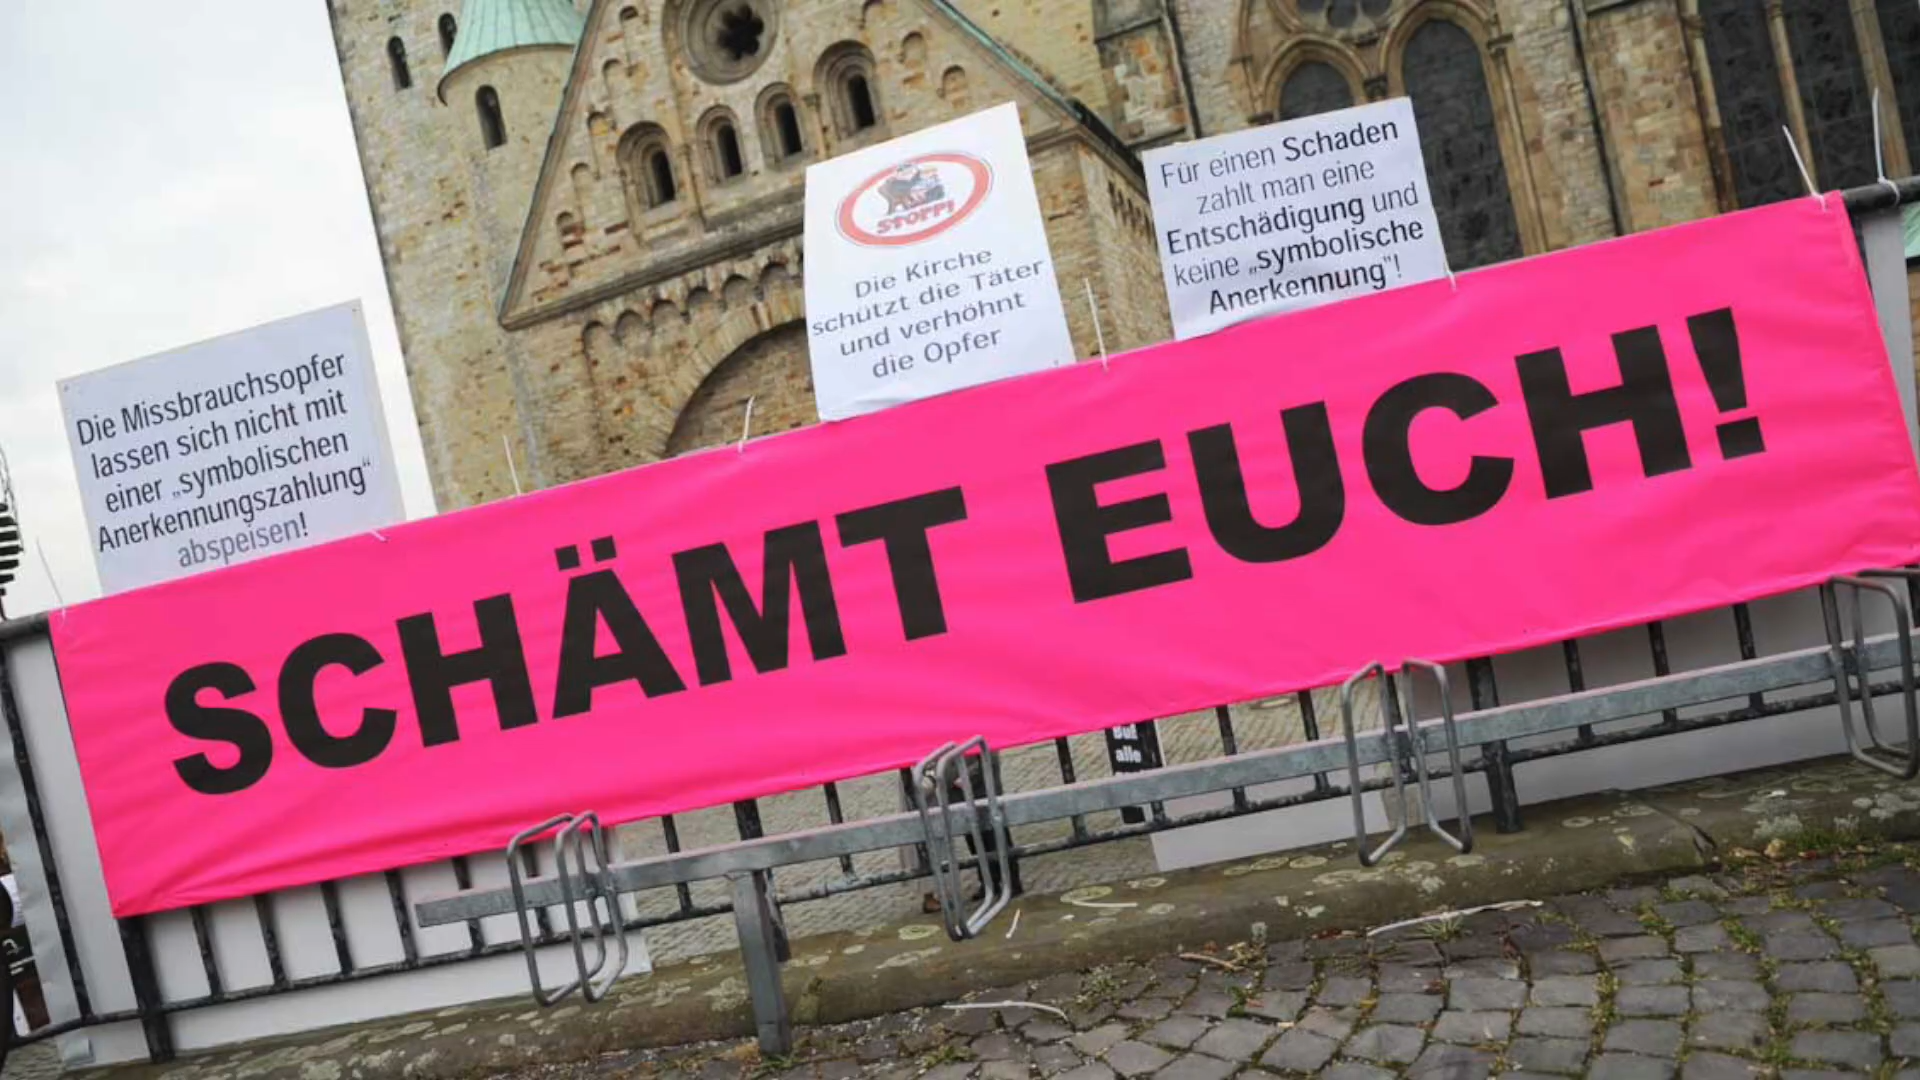 Die Missbrauchsopfer
lassen sich nicht mit
einer „symbolischen
Anerkennungszahlung“
abspeisen!
STOPP!
Die Kirche
schützt die Täter
und verhöhnt
die Opfer
Für einen Schaden
zahlt man eine
Entschädigung und
keine „symbolische
Anerkennung“!
SCHÄMT EUCH!
alle